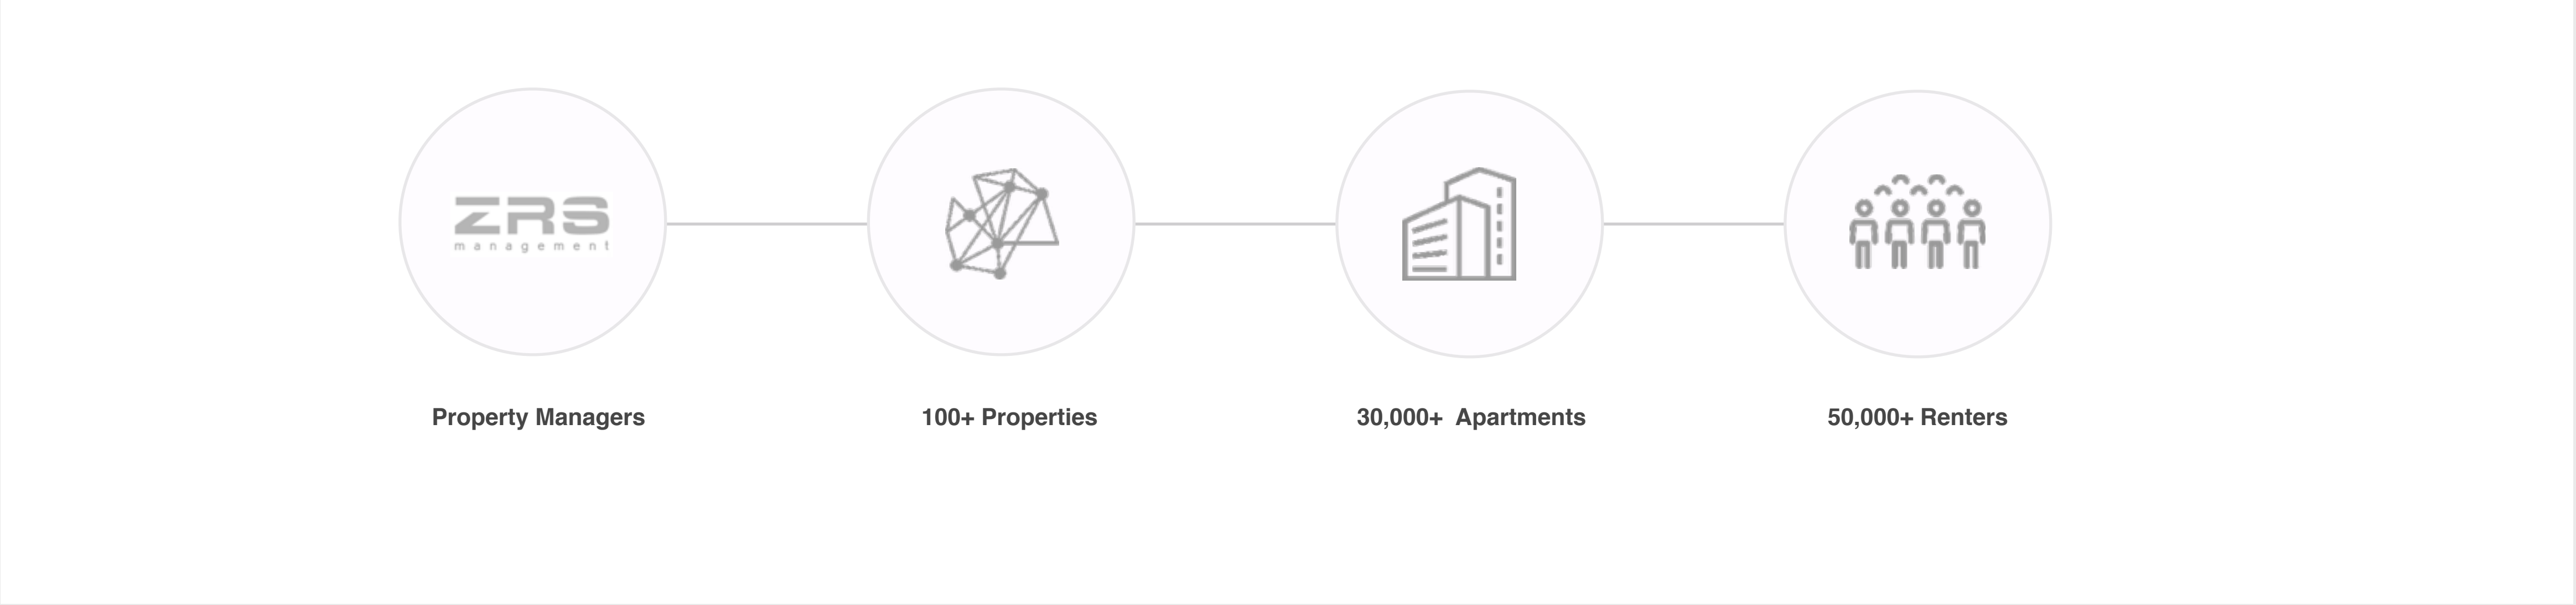 ZRS
management
Property Managers
100+ Properties
30,000+ Apartments
50,000+ Renters